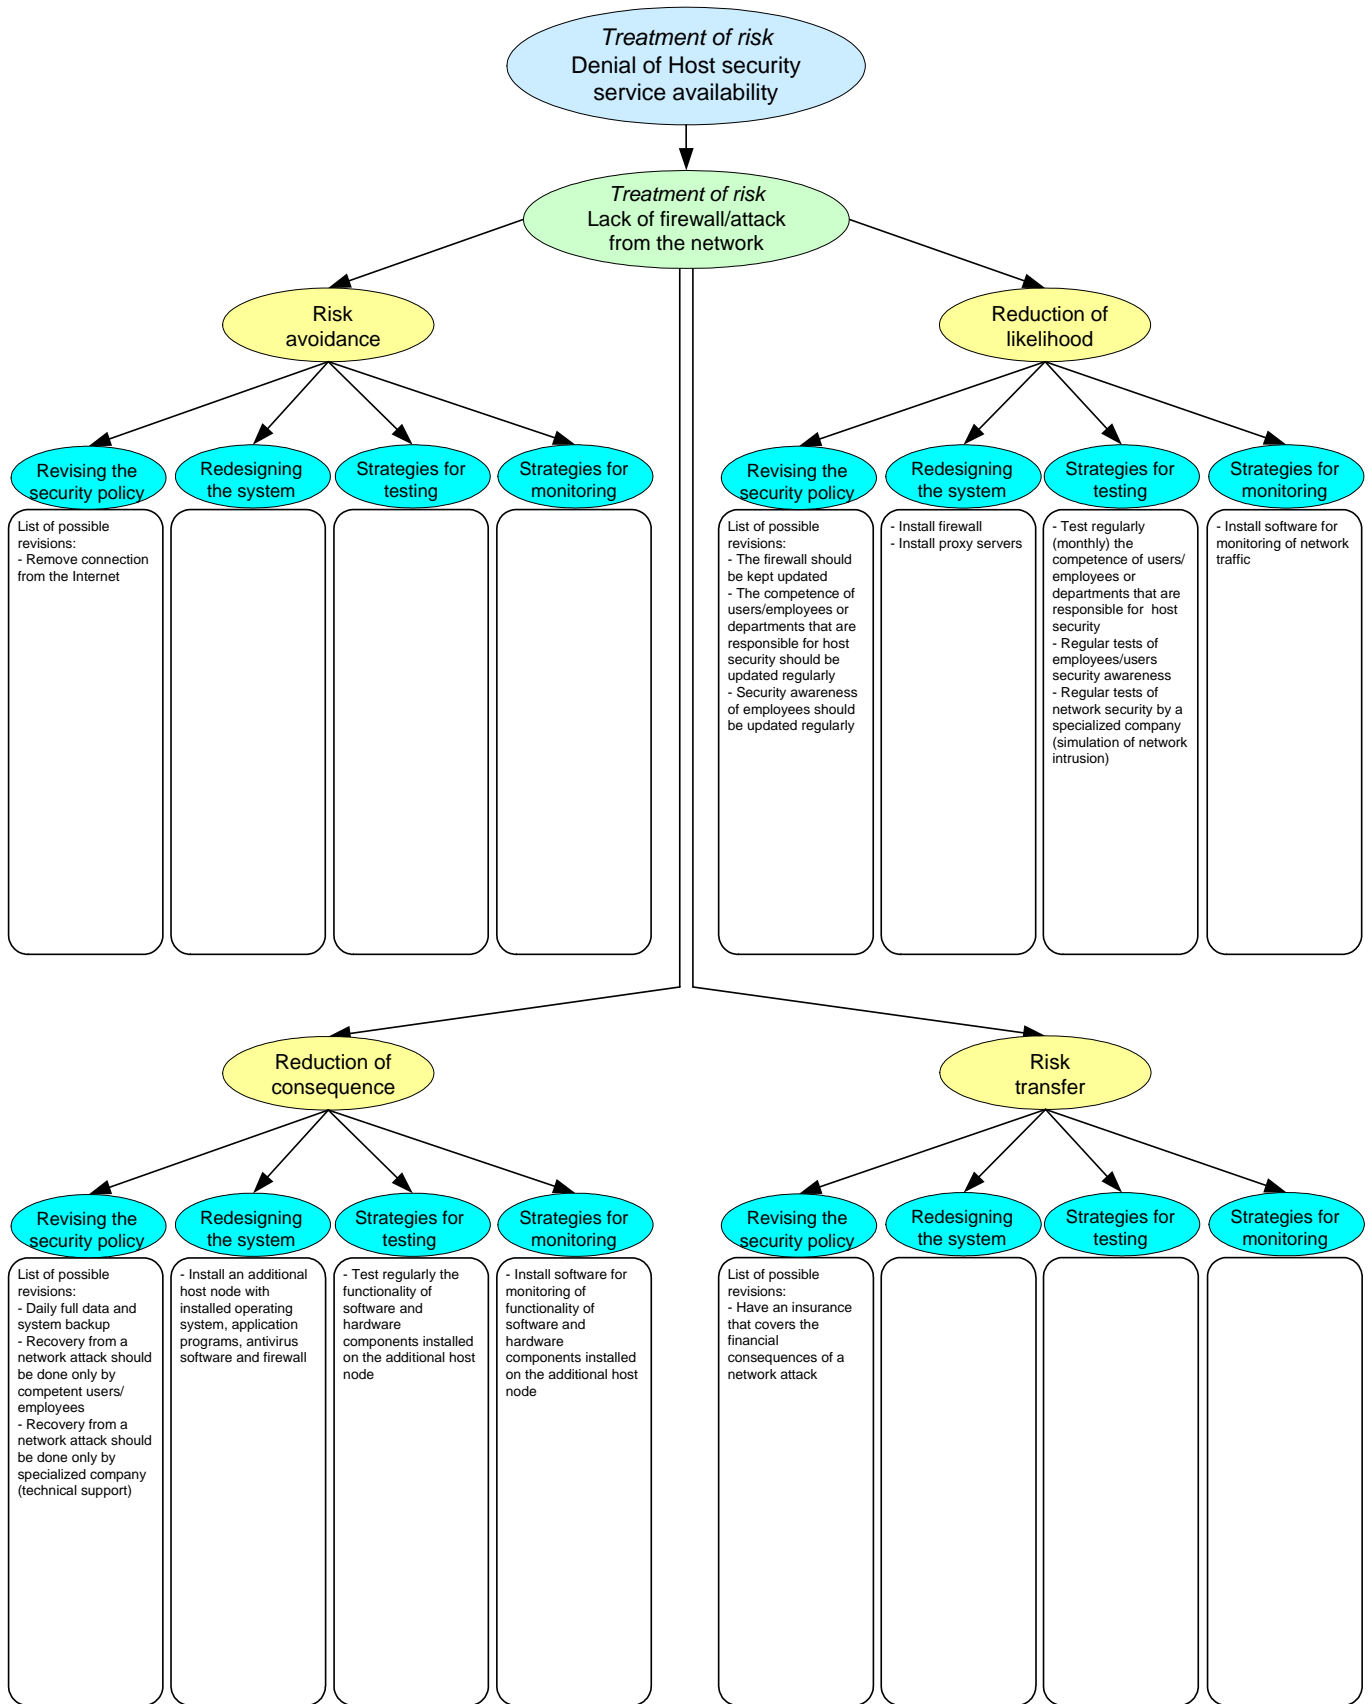 Treatment of risk
Denial of Host security
service availability
Treatment of risk
Lack of firewall/attack
from the network
Risk
avoidance
Revising the
security policy
Redesigning
the system
Strategies for
testing
Strategies for
monitoring
List of possible
revisions:
- Remove connection
from the Internet
Reduction of
likelihood
Revising the
security policy
Redesigning
the system
Strategies for
testing
Strategies for
monitoring
List of possible
revisions:
- The firewall should
be kept updated
- The competence of
users/employees or
departments that are
responsible for host
security should be
updated regularly
- Security awareness
of employees should
be updated regularly
- Install firewall
- Install proxy servers
- Test regularly
(monthly) the
competence of users/
employees or
departments that are
responsible for  host
security
- Regular tests of
employees/users
security awareness
- Regular tests of
network security by a
specialized company
(simulation of network
intrusion)
- Install software for
monitoring of network
traffic
Reduction of
consequence
Revising the
security policy
Redesigning
the system
Strategies for
testing
Strategies for
monitoring
List of possible
revisions:
- Daily full data and
system backup
- Recovery from a
network attack should
be done only by
competent users/
employees
- Recovery from a
network attack should
be done only by
specialized company
(technical support)
- Install an additional
host node with
installed operating
system, application
programs, antivirus
software and firewall
- Test regularly the
functionality of
software and
hardware
components installed
on the additional host
node
- Install software for
monitoring of
functionality of
software and
hardware
components installed
on the additional host
node
Risk
transfer
Revising the
security policy
Redesigning
the system
Strategies for
testing
Strategies for
monitoring
List of possible
revisions:
- Have an insurance
that covers the
financial
consequences of a
network attack